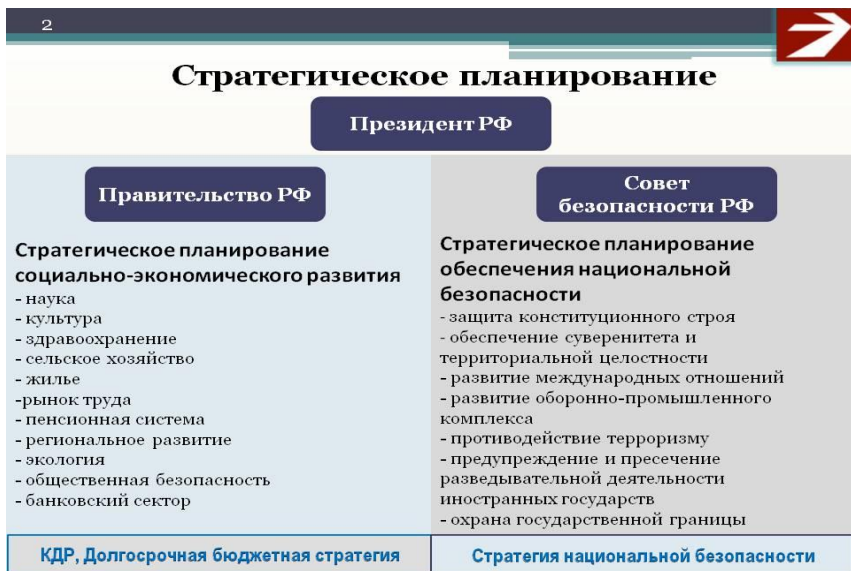 2
Стратегическое планирование
Президент РФ
Правительство РФ
Стратегическое планирование
социально-экономического развития
- наука
- культура
- здравоохранение
- сельское хозяйство
- жилье
-рынок труда
- пенсионная система
- региональное развитие
- экология
- общественная безопасность
- банковский сектор
КДР, Долгосрочная бюджетная стратегия
Совет
безопасности РФ
Стратегическое планирование
обеспечения национальной
безопасности
- защита конституционного строя
- обеспечение суверенитета и
территориальной целостности
- развитие международных отношений
- развитие оборонно-промышленного
комплекса
- противодействие терроризму
- предупреждение и пресечение
разведывательной деятельности
иностранных государств
- охрана государственной границы
Стратегия национальной безопасности